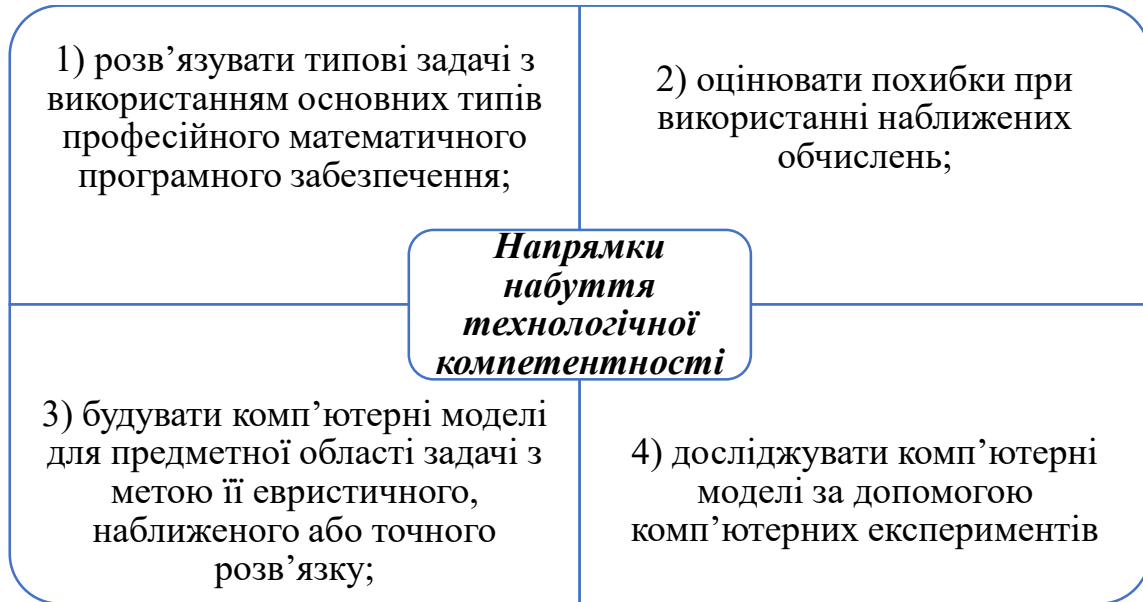 1) розв’язувати типові задачі з
використанням основних типів
професійного математичного
програмного забезпечення;
2) оцінювати похибки при
використанні наближених
обчислень;
Напрямки
набуття
технологічної
компетентності
3) будувати комп’ютерні моделі
для предметної області задачі з
метою її евристичного,
наближеного або точного
розв’язку;
4) досліджувати комп’ютерні
моделі за допомогою
комп’ютерних експериментів